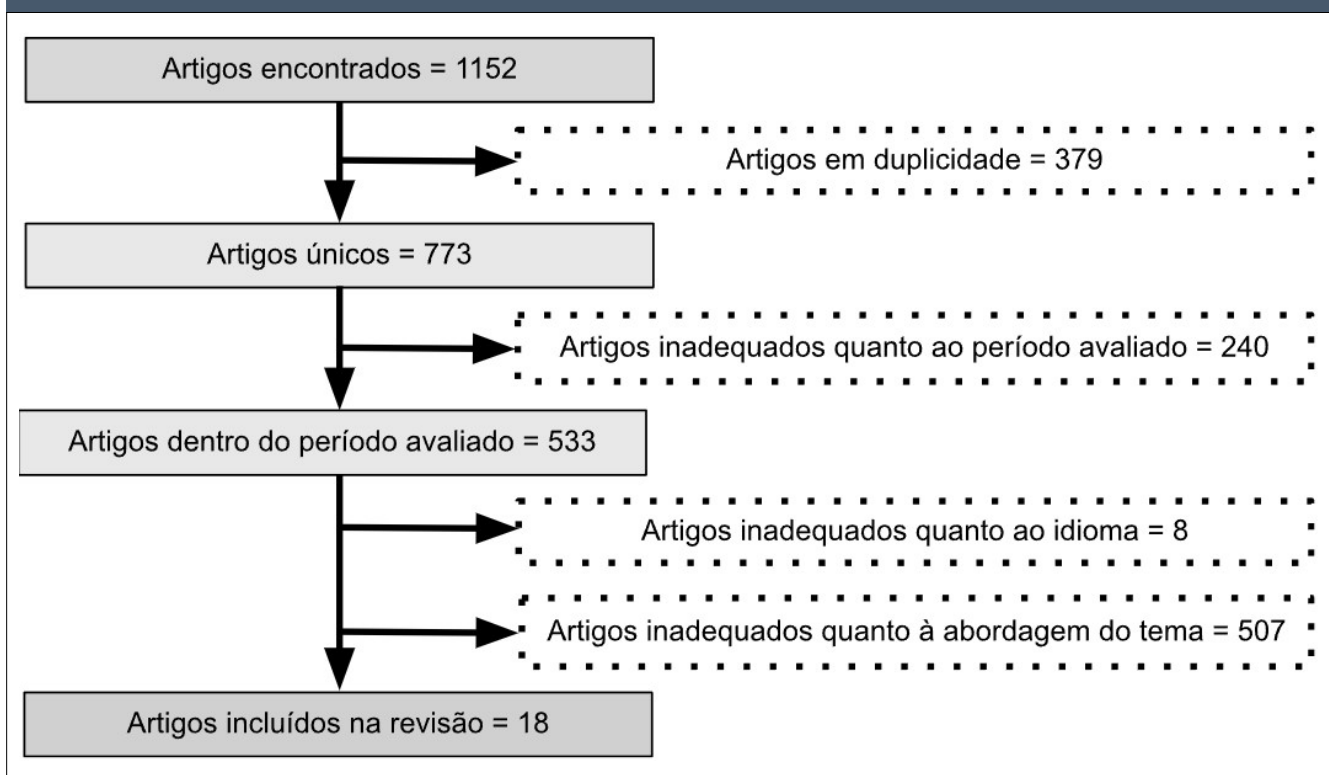 Artigos encontrados = 1152
Artigos em duplicidade = 379
Artigos únicos = 773
Artigos inadequados quanto ao período avaliado = 240
Artigos dentro do período avaliado = 533
Artigos inadequados quanto ao idioma = 8
Artigos inadequados quanto à abordagem do tema = 507
Artigos incluídos na revisão = 18